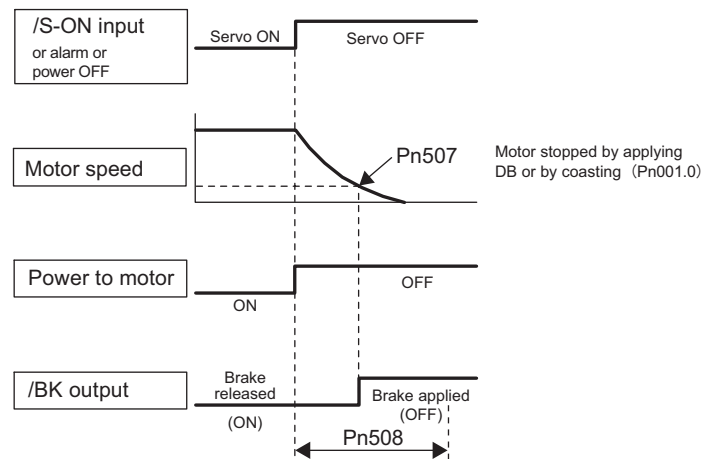 /S-ON input
or alarm or
power OFF
Servo ON
Servo OFF
Motor speed
Pn507
Motor stopped by applying
DB or by coasting (Pn001.0)
Power to motor
ON
OFF
/BK output
Brake
released
(ON)
Brake applied
(OFF)
Pn508